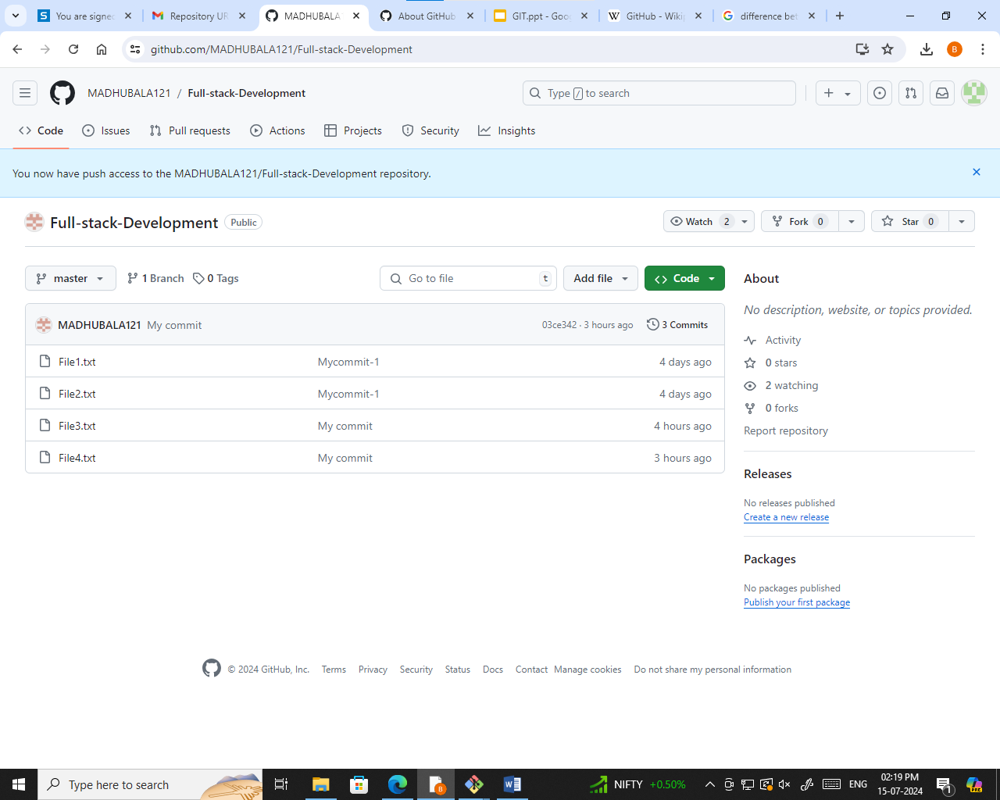 You are signe
Repository UR
MADHUBALA1
About GitHub
GIT.ppt - Goo
GitHub - Wikip
difference bet
github.com/MADHUBALA121/Full-stack-Development
B
MADHUBALA121 / Full-stack-Development
Type / to search
Code
Issues
Pull requests
Actions
Projects
Security
Insights
You now have push access to the MADHUBALA121/Full-stack-Development repository.
Full-stack-Development
Public
Watch 2
Fork 0
Star 0
master
1 Branch
0 Tags
Go to file
t
Add file
Code
MADHUBALA121 My commit
03ce342 · 3 hours ago
3 Commits
File1.txt Mycommit-1 4 days ago
File2.txt Mycommit-1 4 days ago
File3.txt My commit 4 hours ago
File4.txt My commit 3 hours ago
About
No description, website, or topics provided.
Activity
0 stars
2 watching
0 forks
Report repository
Releases
No releases published
Create a new release
Packages
No packages published
Publish your first package
© 2024 GitHub, Inc. Terms Privacy Security Status Docs Contact Manage cookies Do not share my personal information
Type here to search
NIFTY +0.50%
ENG
02:19 PM
15-07-2024
1
PRE